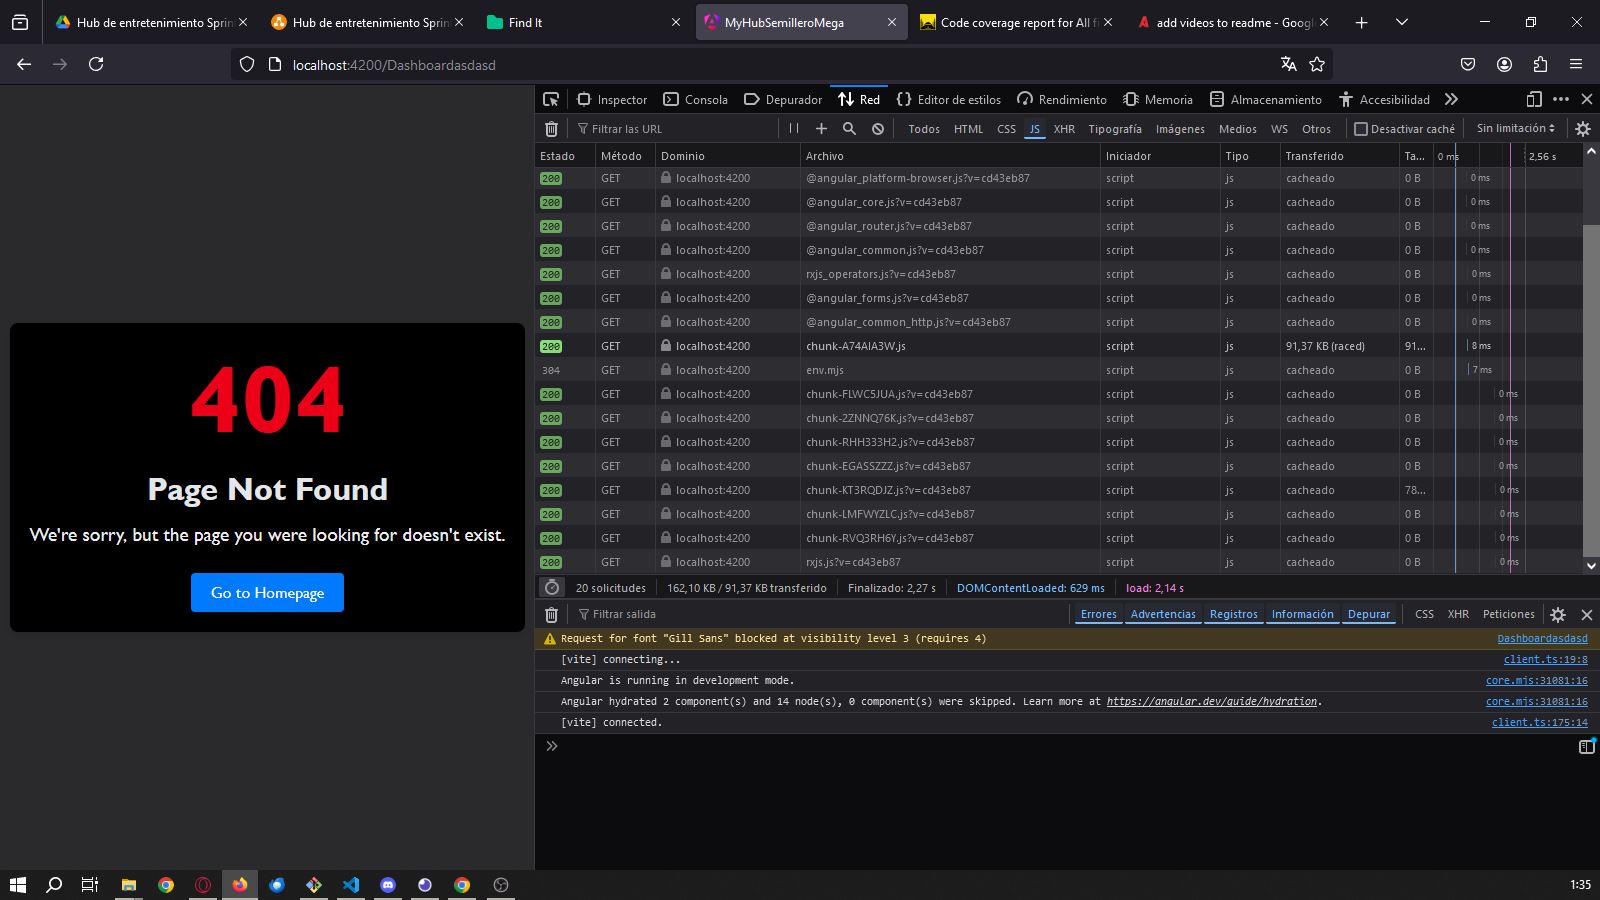 Hub de entretenimiento Sprin
Hub de entretenimiento Sprin
Find It
MyHubSemilleroMega
Code coverage report for All fi
add videos to readme - Googl
localhost:4200/Dashboardasdasd
404
Page Not Found
We're sorry, but the page you were looking for doesn't exist.
Go to Homepage
Inspector Consola Depurador Red Editor de estilos Rendimiento Memoria Almacenamiento Accesibilidad
Filtrar las URL Todos HTML CSS JS XHR Tipografía Imágenes Medios WS Otros Desactivar caché Sin limitación
Estado Método Dominio Archivo Iniciador Tipo Transferido Ta... 0 ms 2,56 s
200 GET localhost:4200 @angular_platform-browser.js?v=cd43eb87 script js cacheado 0 B 0 ms
200 GET localhost:4200 @angular_core.js?v=cd43eb87 script js cacheado 0 B 0 ms
200 GET localhost:4200 @angular_router.js?v=cd43eb87 script js cacheado 0 B 0 ms
200 GET localhost:4200 @angular_common.js?v=cd43eb87 script js cacheado 0 B 0 ms
200 GET localhost:4200 rxjs_operators.js?v=cd43eb87 script js cacheado 0 B 0 ms
200 GET localhost:4200 @angular_forms.js?v=cd43eb87 script js cacheado 0 B 0 ms
200 GET localhost:4200 @angular_common_http.js?v=cd43eb87 script js cacheado 0 B 0 ms
200 GET localhost:4200 chunk-A74AIA3W.js script js 91,37 KB (raced) 91... 8 ms
304 GET localhost:4200 env.mjs script js cacheado 0 B 7 ms
200 GET localhost:4200 chunk-FLWC5JUA.js?v=cd43eb87 script js cacheado 0 B 0 ms
200 GET localhost:4200 chunk-2ZNNQ76K.js?v=cd43eb87 script js cacheado 0 B 0 ms
200 GET localhost:4200 chunk-RHH333H2.js?v=cd43eb87 script js cacheado 0 B 0 ms
200 GET localhost:4200 chunk-EGASSZZZ.js?v=cd43eb87 script js cacheado 0 B 0 ms
200 GET localhost:4200 chunk-KT3RQDJZ.js?v=cd43eb87 script js cacheado 78... 0 ms
200 GET localhost:4200 chunk-LMFWYZLC.js?v=cd43eb87 script js cacheado 0 B 0 ms
200 GET localhost:4200 chunk-RVQ3RH6Y.js?v=cd43eb87 script js cacheado 0 B 0 ms
200 GET localhost:4200 rxjs.js?v=cd43eb87 script js cacheado 0 B 0 ms
20 solicitudes 162,10 KB / 91,37 KB transferido Finalizado: 2,27 s DOMContentLoaded: 629 ms load: 2,14 s
Filtrar salida Errores Advertencias Registros Información Depurar CSS XHR Peticiones
Request for font "Gill Sans" blocked at visibility level 3 (requires 4) Dashboardasdasd
[vite] connecting... client.ts:19:8
Angular is running in development mode. core.mjs:31081:16
Angular hydrated 2 component(s) and 14 node(s), 0 component(s) were skipped. Learn more at https://angular.dev/guide/hydration. core.mjs:31081:16
[vite] connected. client.ts:175:14
1:35